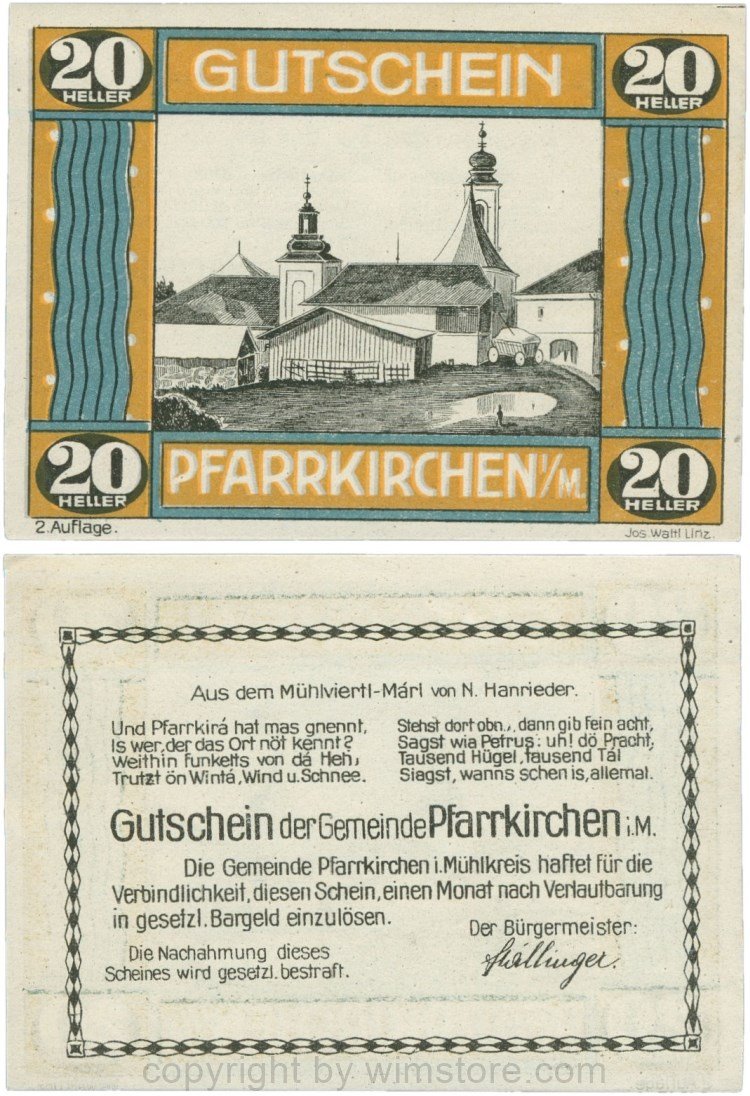 20 HELLER
GUTSCHEIN
20 HELLER
20 HELLER
PFARRKIRCHEN i/M.
20 HELLER
2. Auflage.
Jos Waltl Linz.
Aus dem Mühlviertl-Márl von N. Hanrieder.
Und Pfarrkirá hat mas gnennt,
Is wer, der das Ort nöt kennt?
Weithin funkelts von dá Heh,
Trutzt ön Wintá, Wind u. Schnee.
Stehst dort obn., dann gib fein acht,
Sagst wia Petrus: uh! dö Pracht,
Tausend Hügel, tausend Tál
Siagst, wanns schen is, allemal.
Gutschein der Gemeinde Pfarrkirchen i.M.
Die Gemeinde Pfarrkirchen i. Mühlkreis haftet für die
Verbindlichkeit, diesen Schein, einen Monat nach Verlautbarung
in gesetzl. Bargeld einzulösen.
Der Bürgermeister:
Die Nachahmung dieses
Scheines wird gesetzl. bestraft.
copyright by wimstore.com